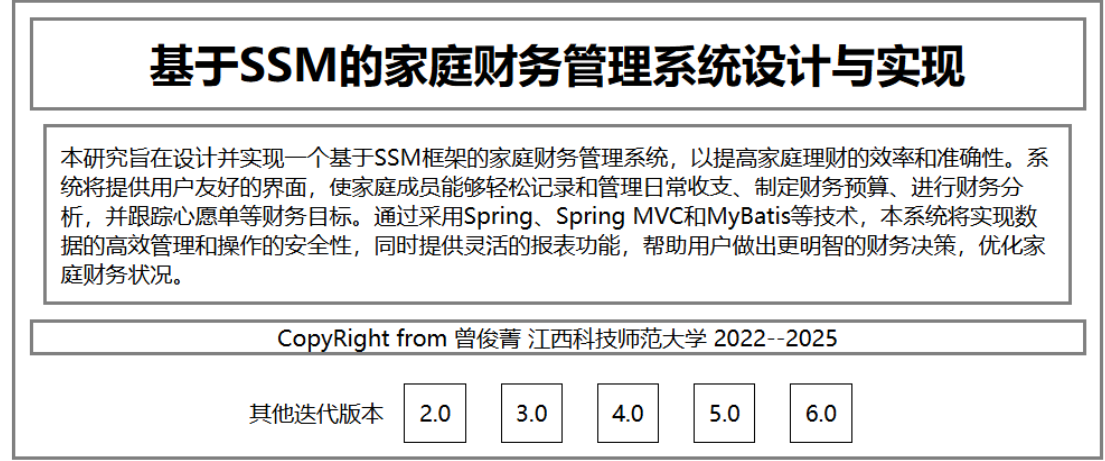 基于SSM的家庭财务管理系统设计与实现
本研究旨在设计并实现一个基于SSM框架的家庭财务管理系统，以提高家庭理财的效率和准确性。系
统将提供用户友好的界面，使家庭成员能够轻松记录和管理日常收支、制定财务预算、进行财务分
析，并跟踪心愿单等财务目标。通过采用Spring、Spring MVC和MyBatis等技术，本系统将实现数
据的高效管理和操作的安全性，同时提供灵活的报表功能，帮助用户做出更明智的财务决策，优化家
庭财务状况。
CopyRight from 曾俊菁 江西科技师范大学 2022--2025
其他迭代版本 2.0 3.0 4.0 5.0 6.0